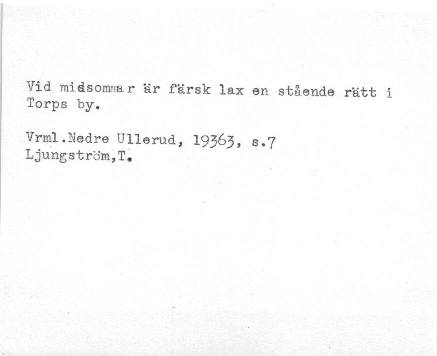 Vid midsommar är färsk lax en stående rätt i
Torps by.
Vrml.Nedre Ullerud, 19363, s.7
Ljungström,T.